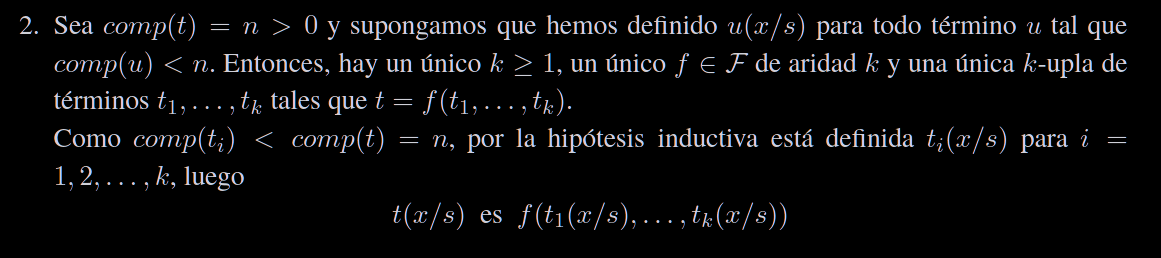 2. Sea comp(t) = n > 0 y supongamos que hemos definido u(x/s) para todo término u tal que
comp(u) < n. Entonces, hay un único k ≥ 1, un único f ∈ ℱ de aridad k y una única k-upla de
términos t₁, . . . , tₖ tales que t = f(t₁, . . . , tₖ).
Como comp(tᵢ) < comp(t) = n, por la hipótesis inductiva está definida tᵢ(x/s) para i =
1, 2, . . . , k, luego
t(x/s) es f(t₁(x/s), . . . , tₖ(x/s))